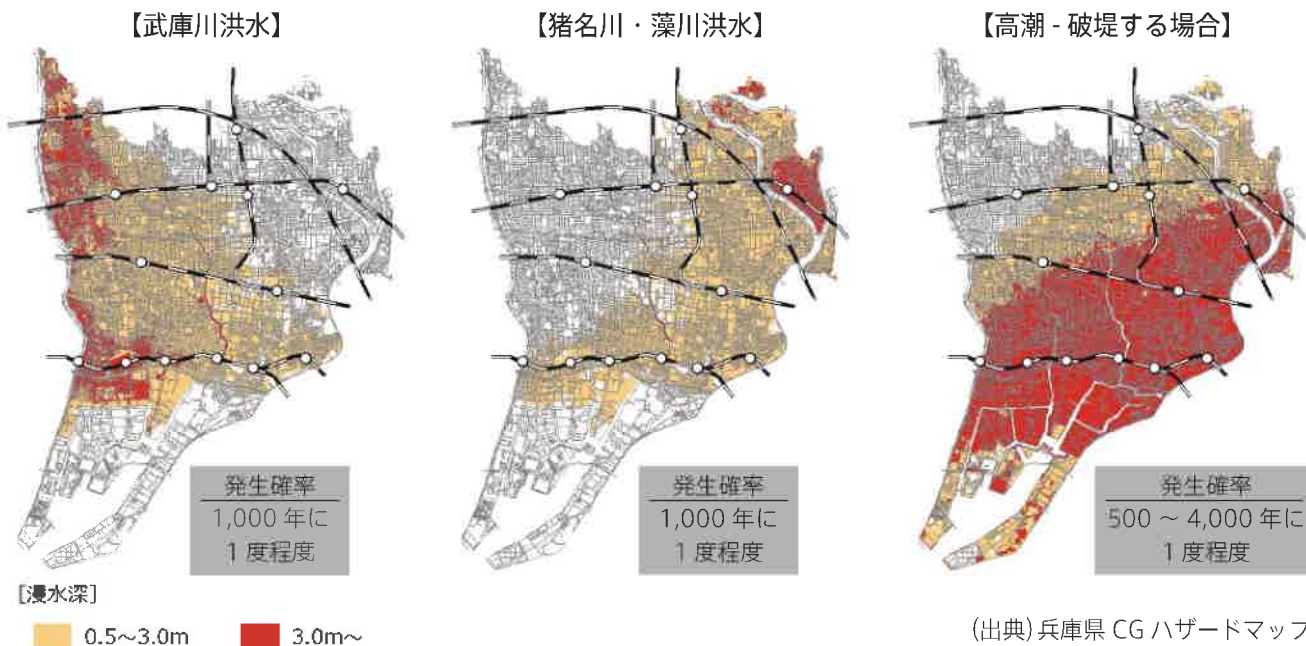 【武庫川洪水】
【猪名川・藻川洪水】
【高潮 - 破堤する場合】
発生確率
1,000 年に
1 度程度
発生確率
1,000 年に
1 度程度
発生確率
500 ～ 4,000 年に
1 度程度
[浸水深]
0.5～3.0m
3.0m～
(出典) 兵庫県 CG ハザードマップ